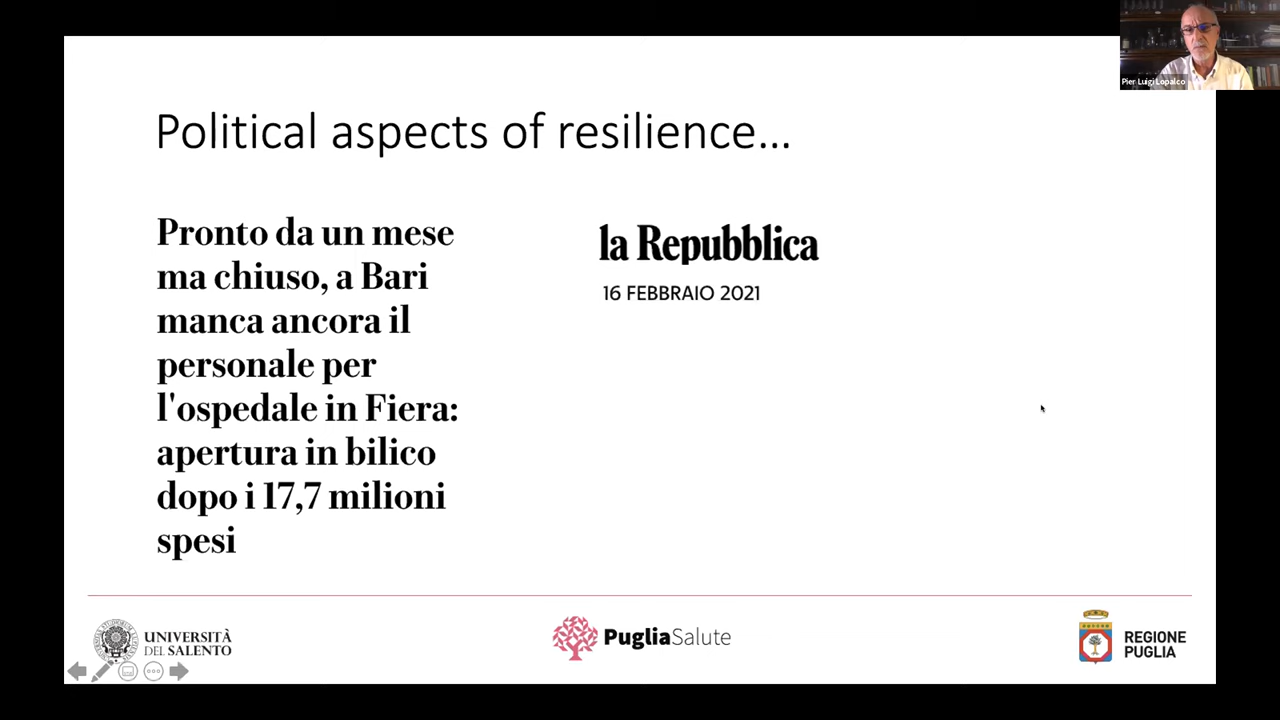 Pier Luigi Lopalco
Political aspects of resilience...
Pronto da un mese
ma chiuso, a Bari
manca ancora il
personale per
l'ospedale in Fiera:
apertura in bilico
dopo i 17,7 milioni
spesi
la Repubblica
16 FEBBRAIO 2021
UNIVERSITÀ
DEL SALENTO
PugliaSalute
REGIONE
PUGLIA